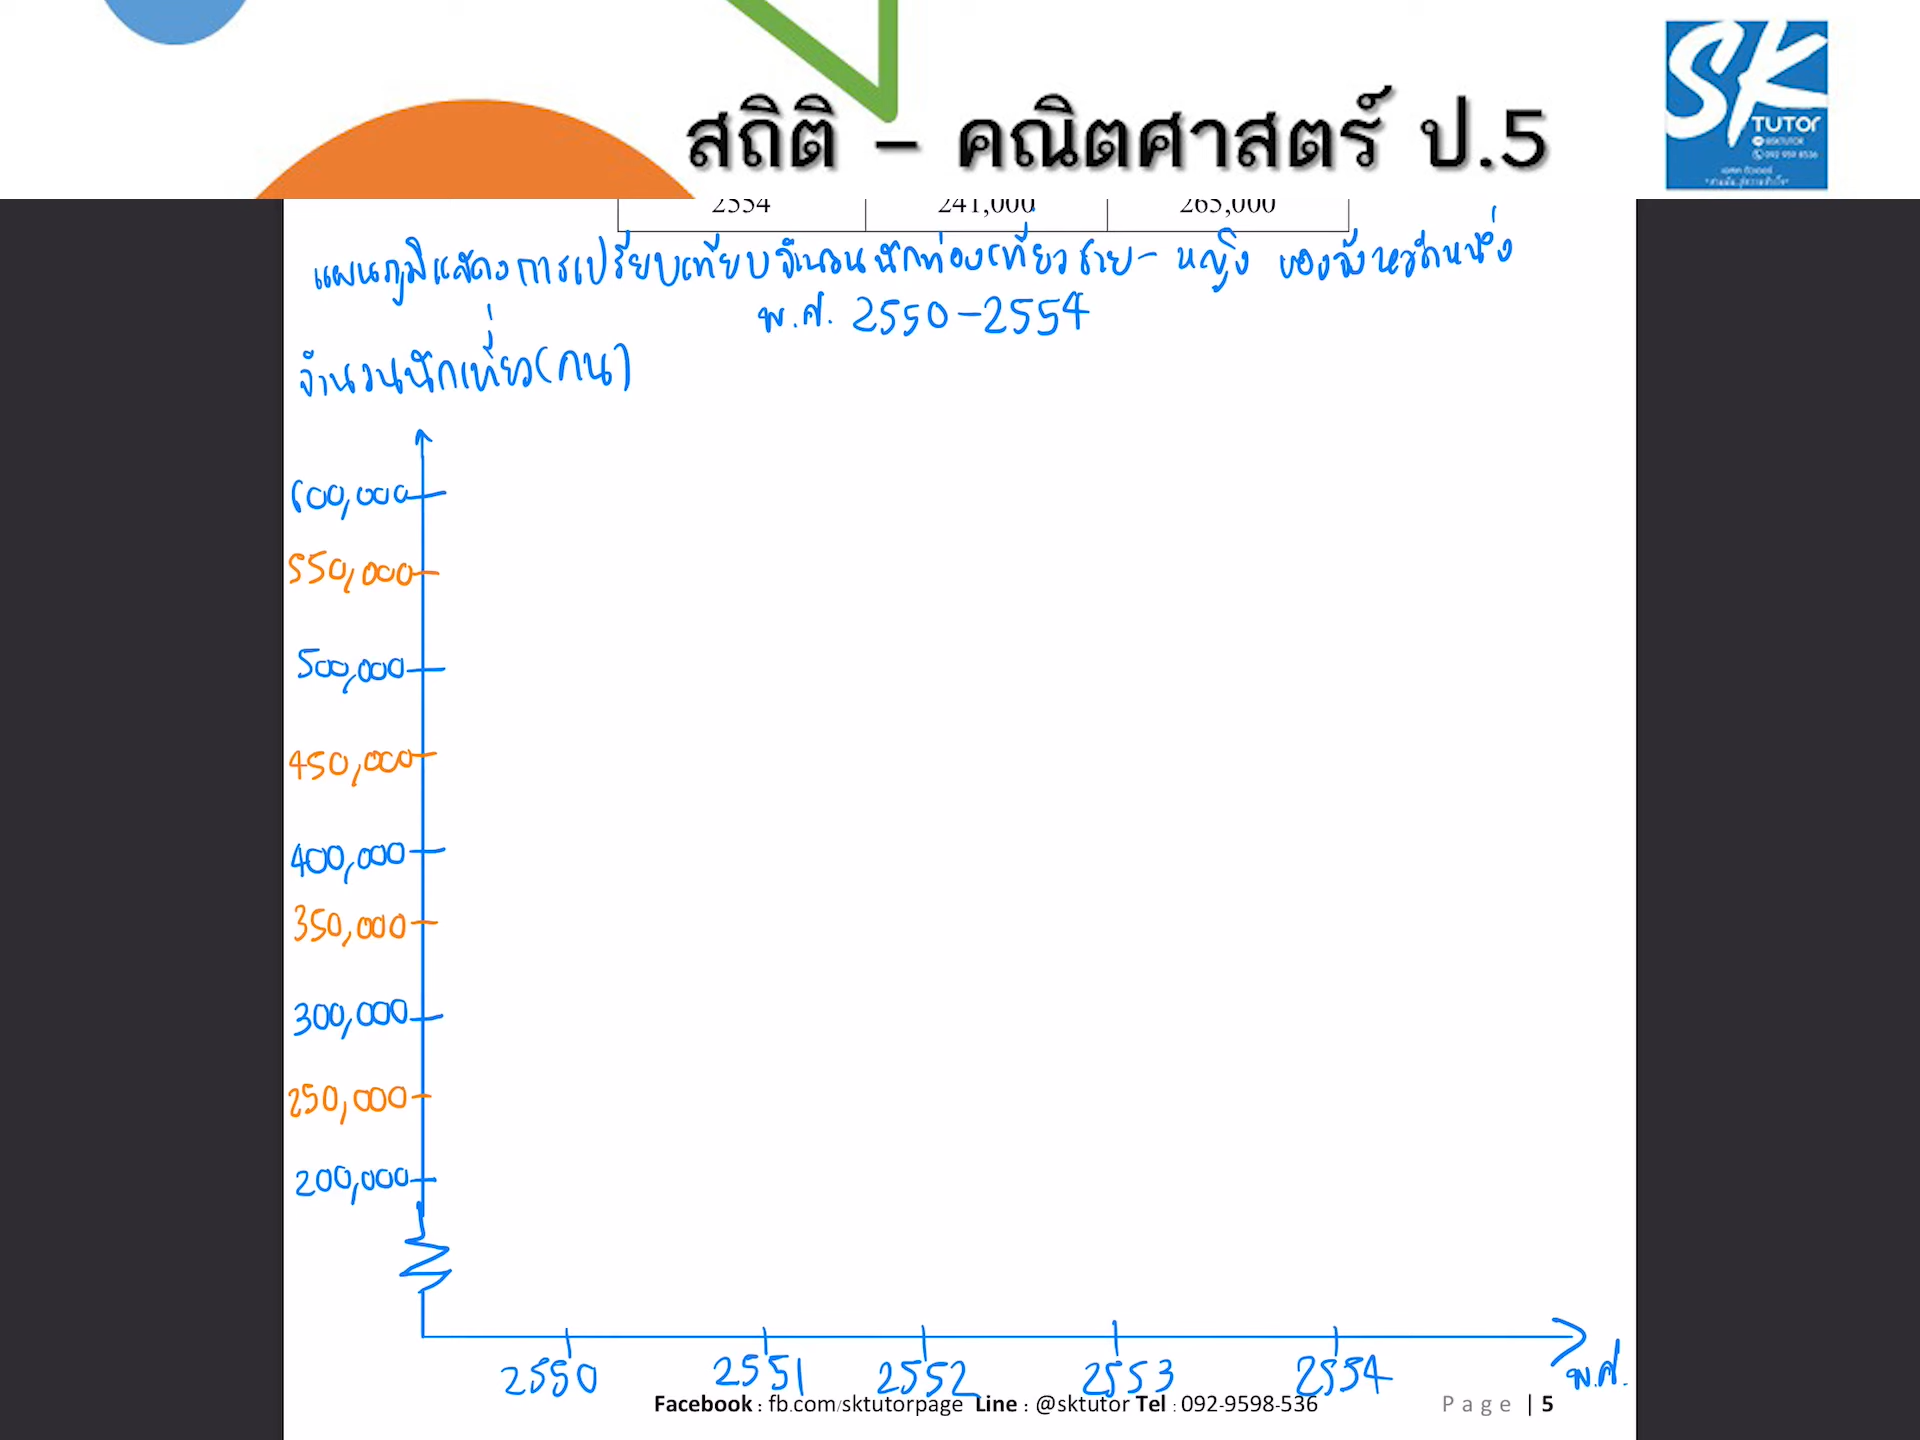 สถิติ – คณิตศาสตร์ ป.5
SK
TUTOR
@SKTUTOR
092 959 8536
2554 241,000 265,000
แผนภูมิแสดงการเปรียบเทียบจำนวนนักท่องเที่ยวชาย- หญิง ของจังหวัดหนึ่ง
พ.ศ. 2550-2554
จำนวนนักเที่ยว(คน)
600,000
550,000
500,000
450,000
400,000
350,000
300,000
250,000
200,000
2550 2551 2552 2553 2554 พ.ศ.
Facebook : fb.com/sktutorpage Line : @sktutor Tel : 092-9598-536 Page | 5